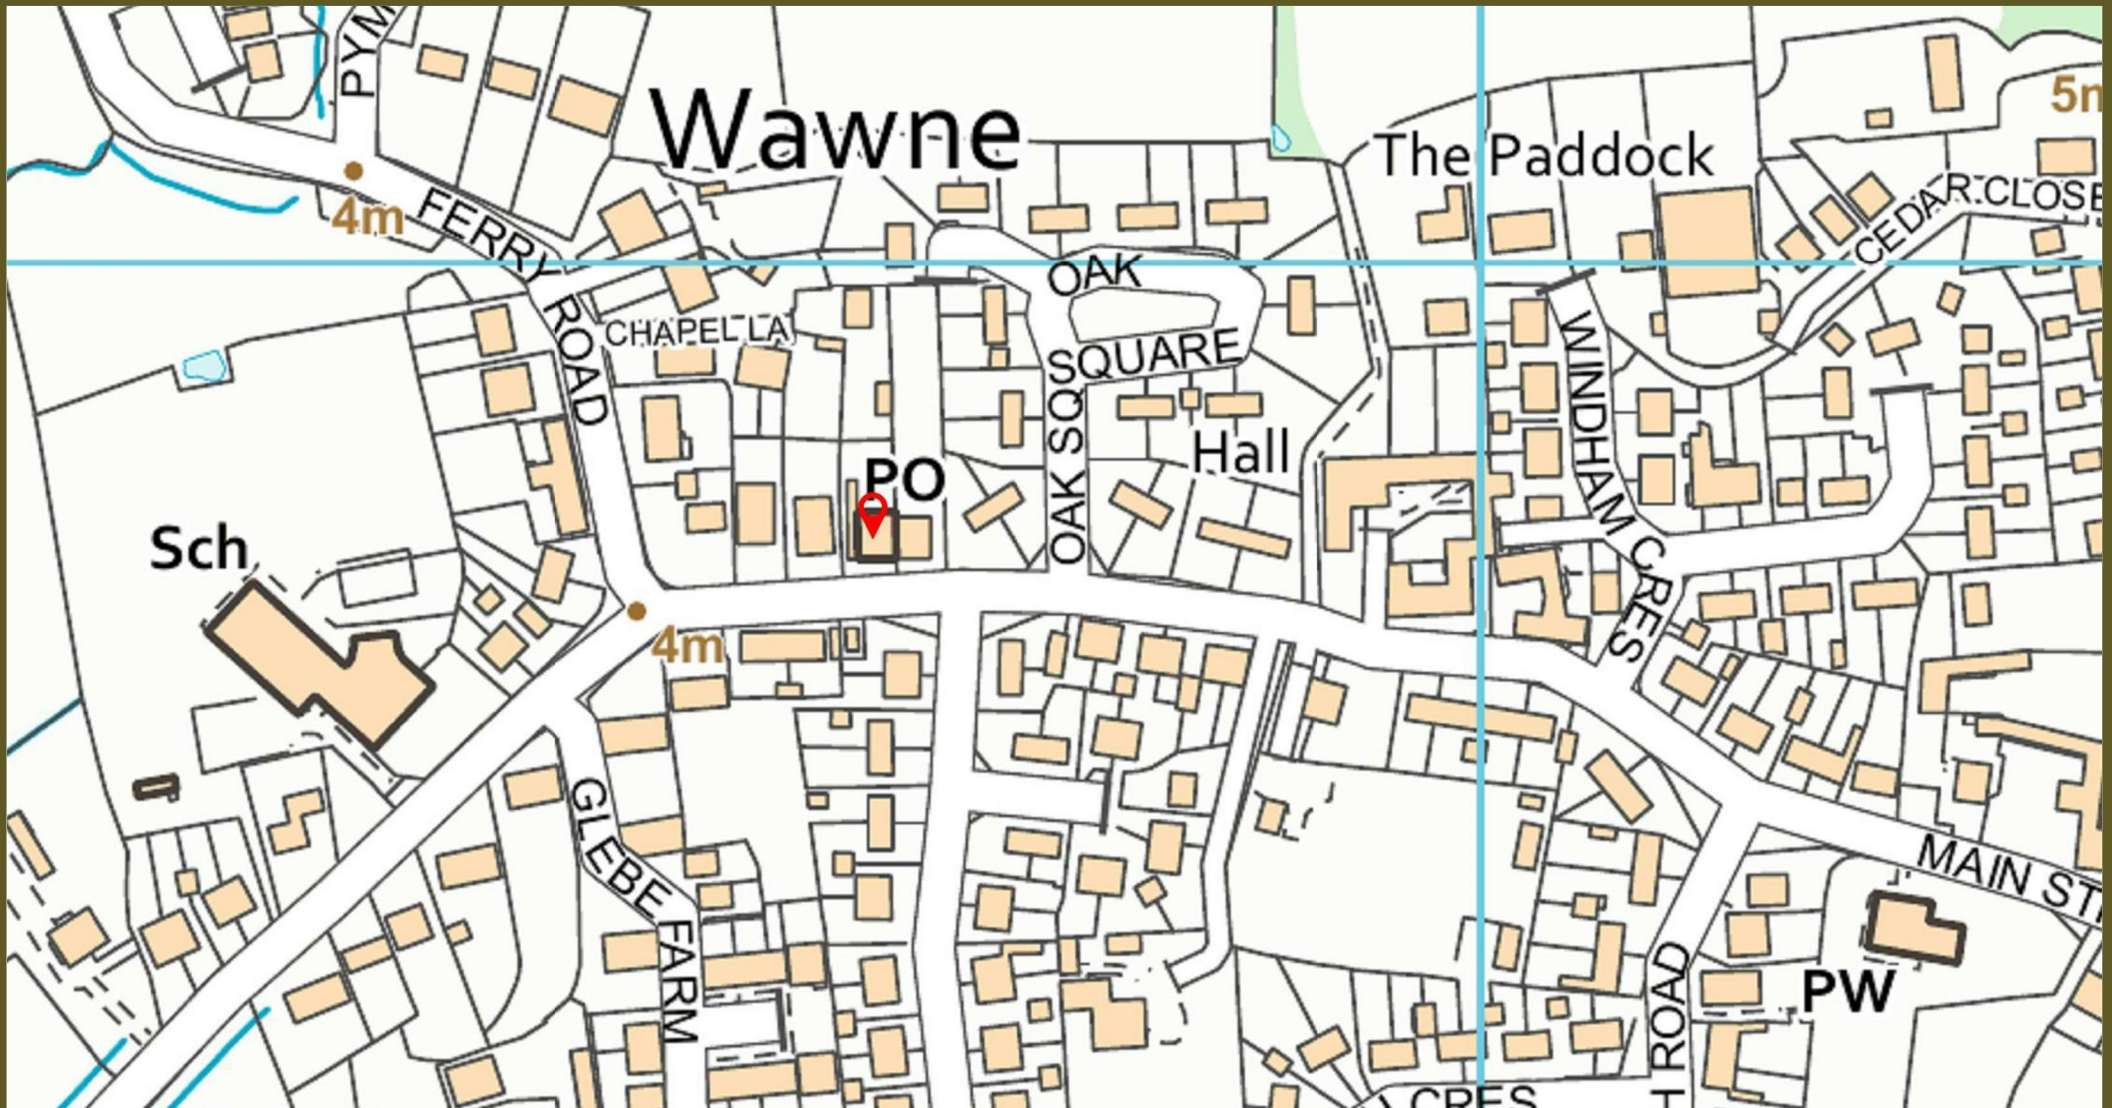 PYM
Wawne
5m
The Paddock
CEDAR CLOSE
4m
FERRY ROAD
OAK
SQUARE
CHAPEL LA
OAK SQ
WINDHAM CRES
Hall
PO
Sch
4m
GLEBE FARM
MAIN ST
PW
H ROAD
CRES